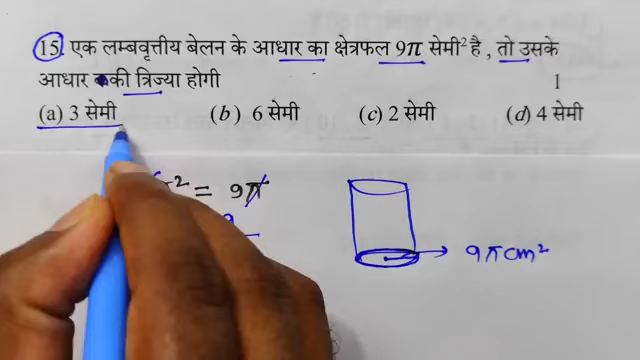 15. एक लम्बवृत्तीय बेलन के आधार का क्षेत्रफल 9π सेमी² है , तो उसके
आधार की त्रिज्या होगी 1
(a) 3 सेमी (b) 6 सेमी (c) 2 सेमी (d) 4 सेमी
r² = 9π
9π cm²